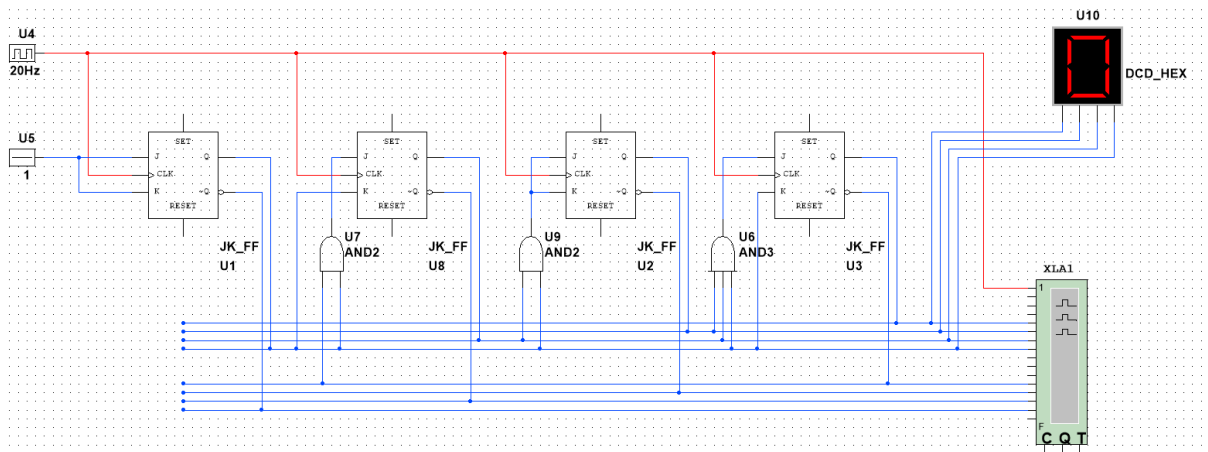 U4
20Hz
U5
1
SET
J
Q
CLK
K
~Q
RESET
JK_FF
U1
SET
J
Q
CLK
K
~Q
RESET
U7
AND2
JK_FF
U8
SET
J
Q
CLK
K
~Q
RESET
U9
AND2
JK_FF
U2
SET
J
Q
CLK
K
~Q
RESET
U6
AND3
JK_FF
U3
U10
0
DCD_HEX
XLA1
1
F
C Q T